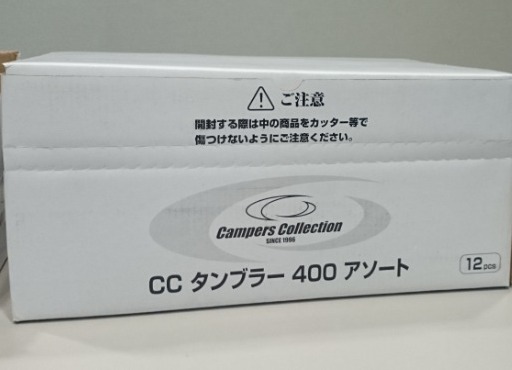 ご注意
開封する際は中の商品をカッター等で
傷つけないようにご注意ください。
Campers Collection
SINCE 1996
CC タンブラー 400 アソート
12 pcs